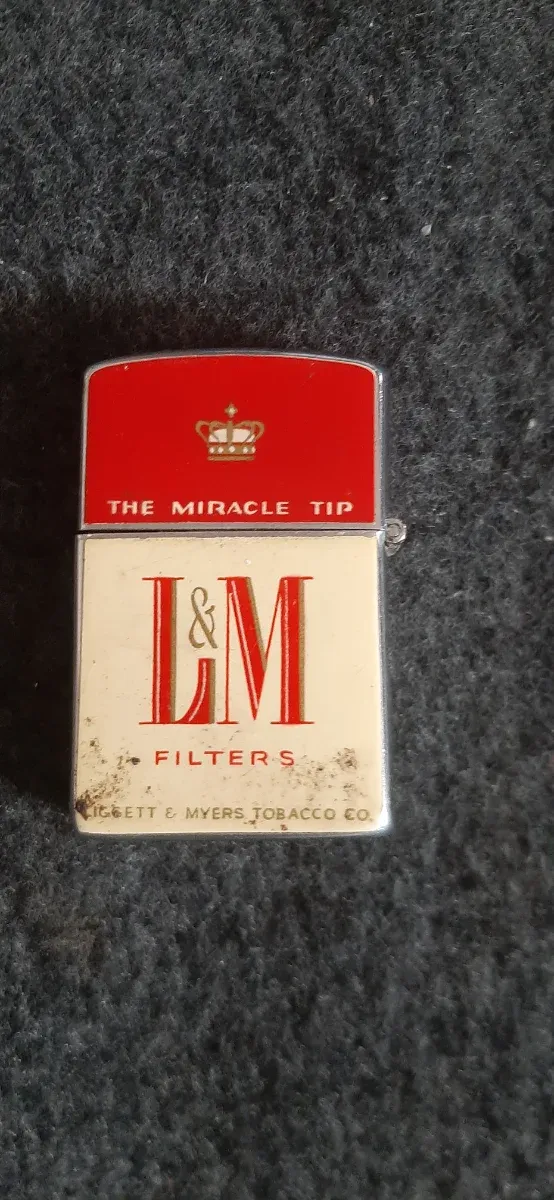 THE MIRACLE TIP
L&M
FILTERS
LIGGETT & MYERS TOBACCO CO.